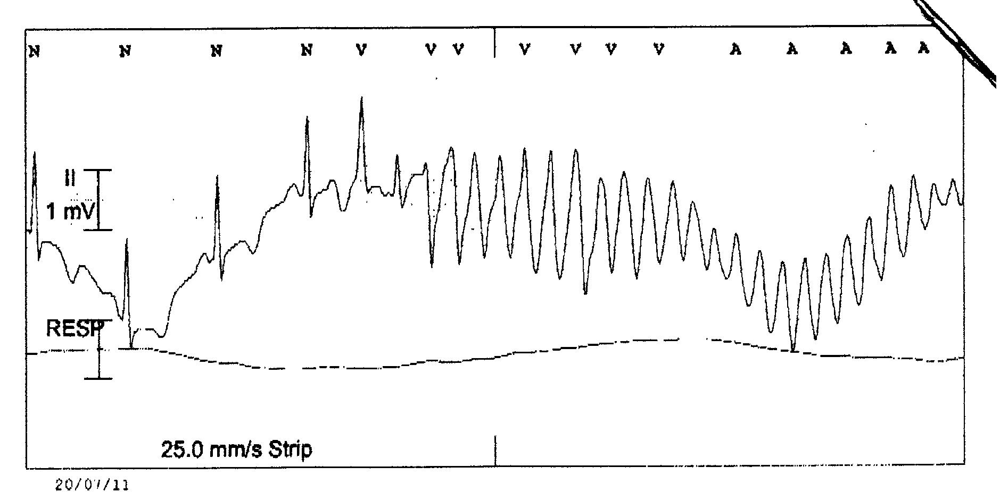 N N N N V V V V V V V A A A A A
II
1 mV
RESP
25.0 mm/s Strip